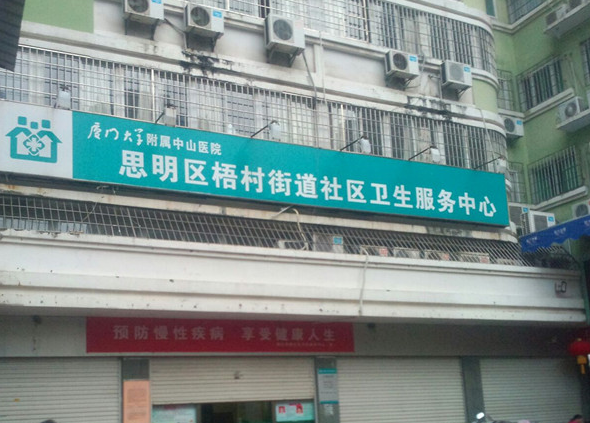 厦门大学附属中山医院
思明区梧村街道社区卫生服务中心
预防慢性疾病 享受健康人生